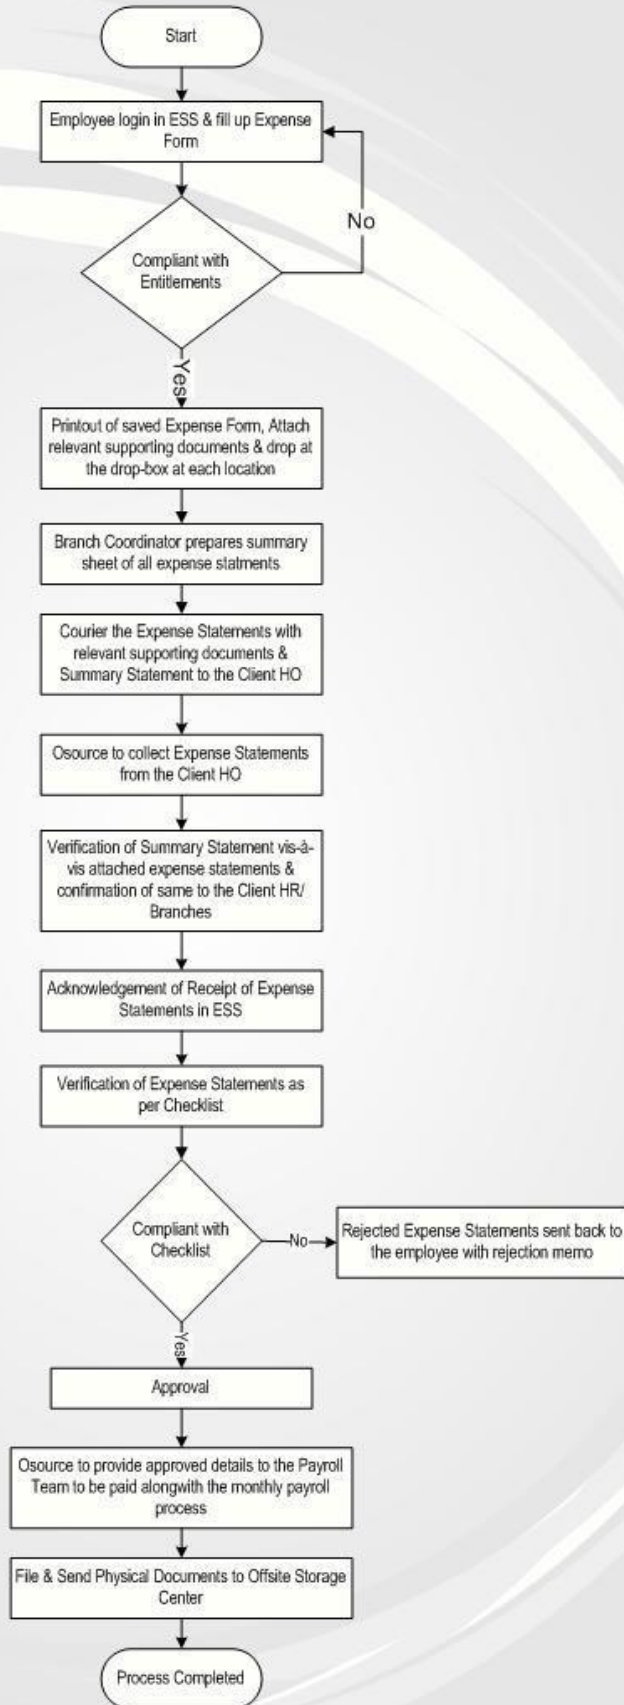 Start
Employee login in ESS & fill up Expense
Form
No
Compliant with
Entitlements
Yes
Printout of saved Expense Form, Attach
relevant supporting documents & drop at
the drop-box at each location
Branch Coordinator prepares summary
sheet of all expense statments
Courier the Expense Statements with
relevant supporting documents &
Summary Statement to the Client HO
Osource to collect Expense Statements
from the Client HO
Verification of Summary Statement vis-à-
vis attached expense statements &
confirmation of same to the Client HR/
Branches
Acknowledgement of Receipt of Expense
Statements in ESS
Verification of Expense Statements as
per Checklist
Compliant with
Checklist
No
Rejected Expense Statements sent back to
the employee with rejection memo
Yes
Approval
Osource to provide approved details to the Payroll
Team to be paid alongwith the monthly payroll
process
File & Send Physical Documents to Offsite Storage
Center
Process Completed